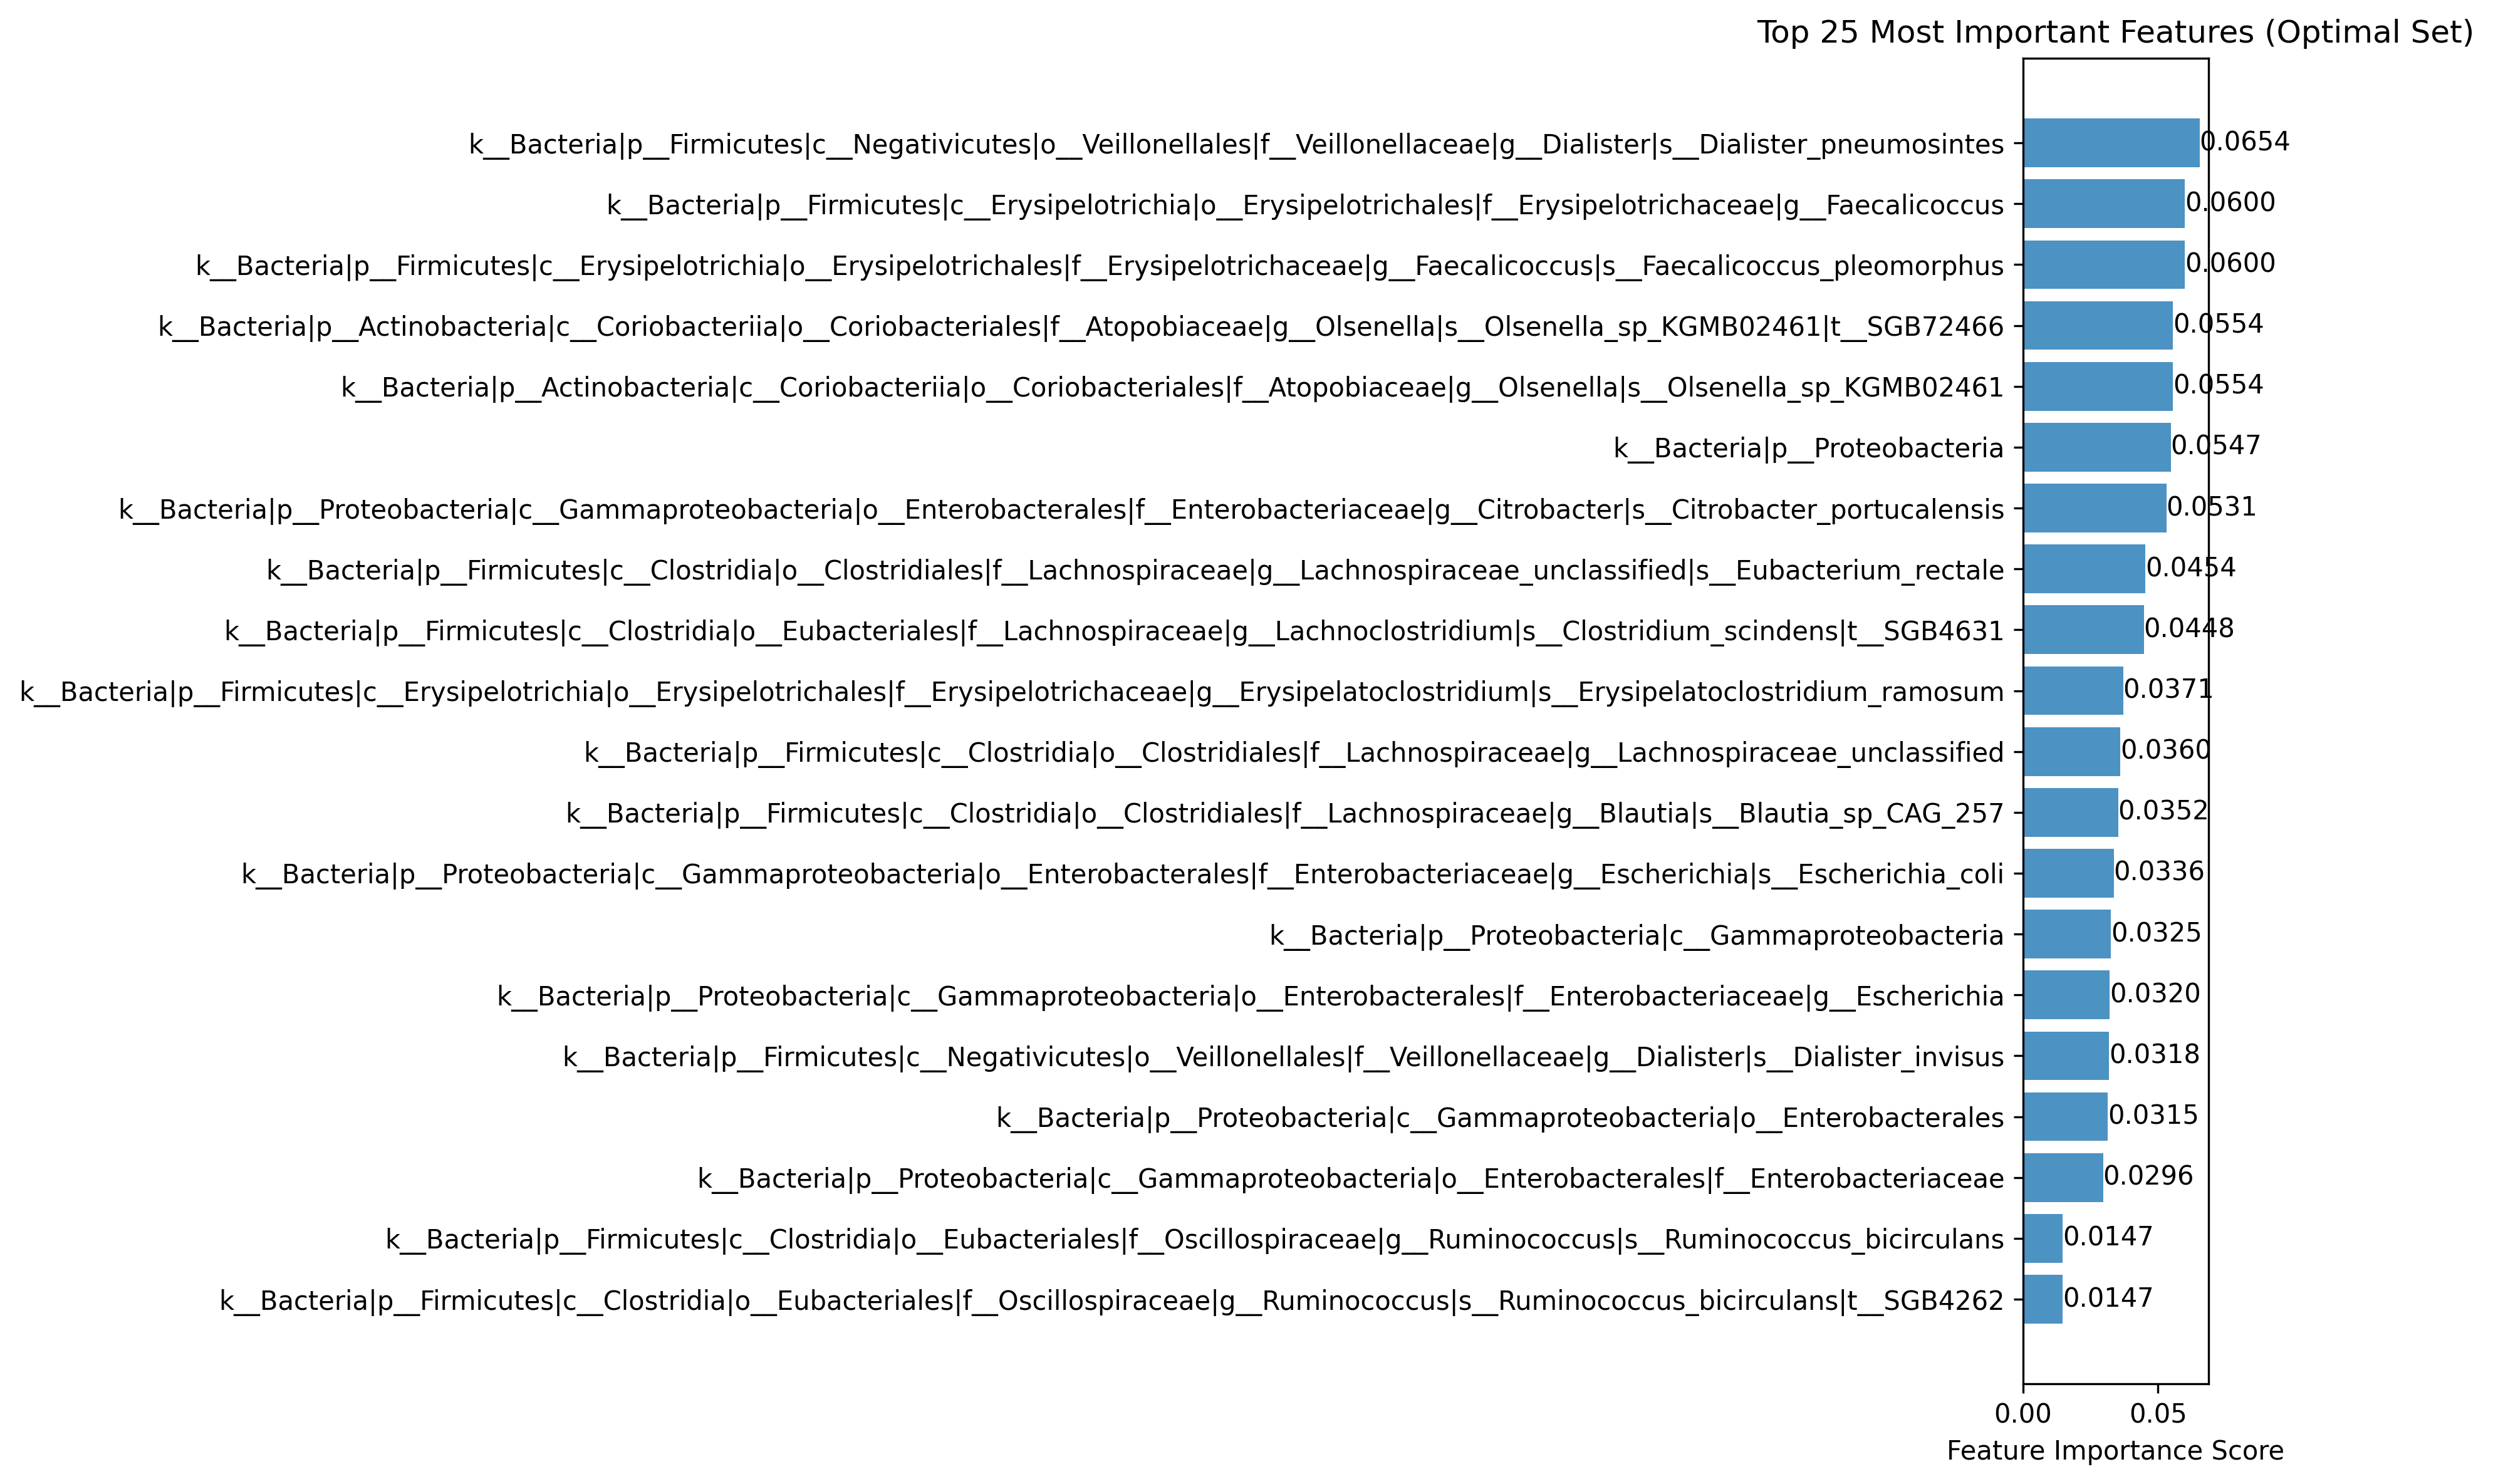 Top 25 Most Important Features (Optimal Set)
k__Bacteria|p__Firmicutes|c__Negativicutes|o__Veillonellales|f__Veillonellaceae|g__Dialister|s__Dialister_pneumosintes 0.0654
k__Bacteria|p__Firmicutes|c__Erysipelotrichia|o__Erysipelotrichales|f__Erysipelotrichaceae|g__Faecalicoccus 0.0600
k__Bacteria|p__Firmicutes|c__Erysipelotrichia|o__Erysipelotrichales|f__Erysipelotrichaceae|g__Faecalicoccus|s__Faecalicoccus_pleomorphus 0.0600
k__Bacteria|p__Actinobacteria|c__Coriobacteriia|o__Coriobacteriales|f__Atopobiaceae|g__Olsenella|s__Olsenella_sp_KGMB02461|t__SGB72466 0.0554
k__Bacteria|p__Actinobacteria|c__Coriobacteriia|o__Coriobacteriales|f__Atopobiaceae|g__Olsenella|s__Olsenella_sp_KGMB02461 0.0554
k__Bacteria|p__Proteobacteria 0.0547
k__Bacteria|p__Proteobacteria|c__Gammaproteobacteria|o__Enterobacterales|f__Enterobacteriaceae|g__Citrobacter|s__Citrobacter_portucalensis 0.0531
k__Bacteria|p__Firmicutes|c__Clostridia|o__Clostridiales|f__Lachnospiraceae|g__Lachnospiraceae_unclassified|s__Eubacterium_rectale 0.0454
k__Bacteria|p__Firmicutes|c__Clostridia|o__Eubacteriales|f__Lachnospiraceae|g__Lachnoclostridium|s__Clostridium_scindens|t__SGB4631 0.0448
k__Bacteria|p__Firmicutes|c__Erysipelotrichia|o__Erysipelotrichales|f__Erysipelotrichaceae|g__Erysipelatoclostridium|s__Erysipelatoclostridium_ramosum 0.0371
k__Bacteria|p__Firmicutes|c__Clostridia|o__Clostridiales|f__Lachnospiraceae|g__Lachnospiraceae_unclassified 0.0360
k__Bacteria|p__Firmicutes|c__Clostridia|o__Clostridiales|f__Lachnospiraceae|g__Blautia|s__Blautia_sp_CAG_257 0.0352
k__Bacteria|p__Proteobacteria|c__Gammaproteobacteria|o__Enterobacterales|f__Enterobacteriaceae|g__Escherichia|s__Escherichia_coli 0.0336
k__Bacteria|p__Proteobacteria|c__Gammaproteobacteria 0.0325
k__Bacteria|p__Proteobacteria|c__Gammaproteobacteria|o__Enterobacterales|f__Enterobacteriaceae|g__Escherichia 0.0320
k__Bacteria|p__Firmicutes|c__Negativicutes|o__Veillonellales|f__Veillonellaceae|g__Dialister|s__Dialister_invisus 0.0318
k__Bacteria|p__Proteobacteria|c__Gammaproteobacteria|o__Enterobacterales 0.0315
k__Bacteria|p__Proteobacteria|c__Gammaproteobacteria|o__Enterobacterales|f__Enterobacteriaceae 0.0296
k__Bacteria|p__Firmicutes|c__Clostridia|o__Eubacteriales|f__Oscillospiraceae|g__Ruminococcus|s__Ruminococcus_bicirculans 0.0147
k__Bacteria|p__Firmicutes|c__Clostridia|o__Eubacteriales|f__Oscillospiraceae|g__Ruminococcus|s__Ruminococcus_bicirculans|t__SGB4262 0.0147
0.00 0.05
Feature Importance Score